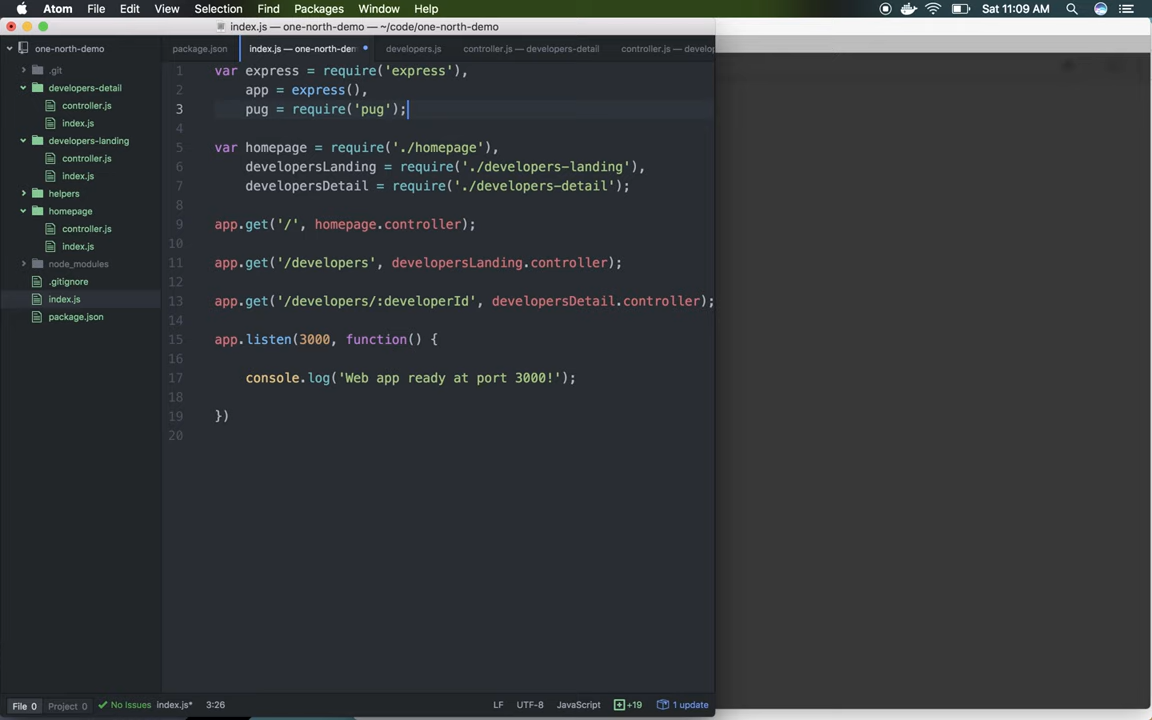 Atom File Edit View Selection Find Packages Window Help Sat 11:09 AM
index.js — one-north-demo — ~/code/one-north-demo
one-north-demo
package.json index.js — one-north-der developers.js controller.js — developers-detail controller.js — develop
.git
developers-detail
controller.js
index.js
developers-landing
controller.js
index.js
helpers
homepage
controller.js
index.js
node_modules
.gitignore
index.js
package.json
1 var express = require('express'),
2 app = express(),
3 pug = require('pug');
4
5 var homepage = require('./homepage'),
6 developersLanding = require('./developers-landing'),
7 developersDetail = require('./developers-detail');
8
9 app.get('/', homepage.controller);
10
11 app.get('/developers', developersLanding.controller);
12
13 app.get('/developers/:developerId', developersDetail.controller);
14
15 app.listen(3000, function() {
16
17 console.log('Web app ready at port 3000!');
18
19 })
20
File 0 Project 0 No Issues index.js* 3:26 LF UTF-8 JavaScript +19 1 update